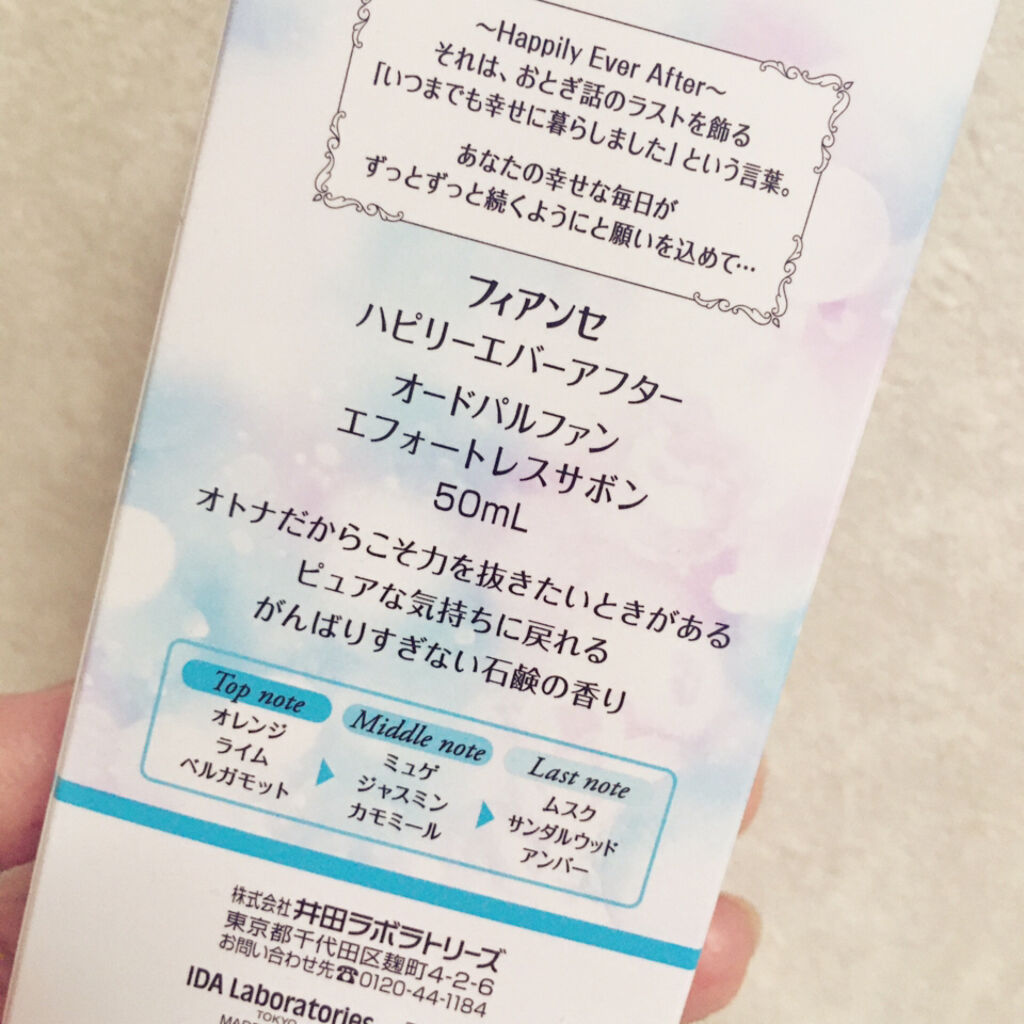 ～Happily Ever After～
それは、おとぎ話のラストを飾る
「いつまでも幸せに暮らしました」という言葉。
あなたの幸せな毎日が
ずっとずっと続くようにと願いを込めて…
フィアンセ
ハピリーエバーアフター
オードパルファン
エフォートレスサボン
50mL
オトナだからこそ力を抜きたいときがある
ピュアな気持ちに戻れる
がんばりすぎない石鹸の香り
Top note
オレンジ
ライム
ベルガモット
Middle note
ミュゲ
ジャスミン
カモミール
Last note
ムスク
サンダルウッド
アンバー
株式会社 井田ラボラトリーズ
東京都千代田区麹町4-2-6
お問い合わせ先☎0120-44-1184
IDA Laboratories
TOKYO